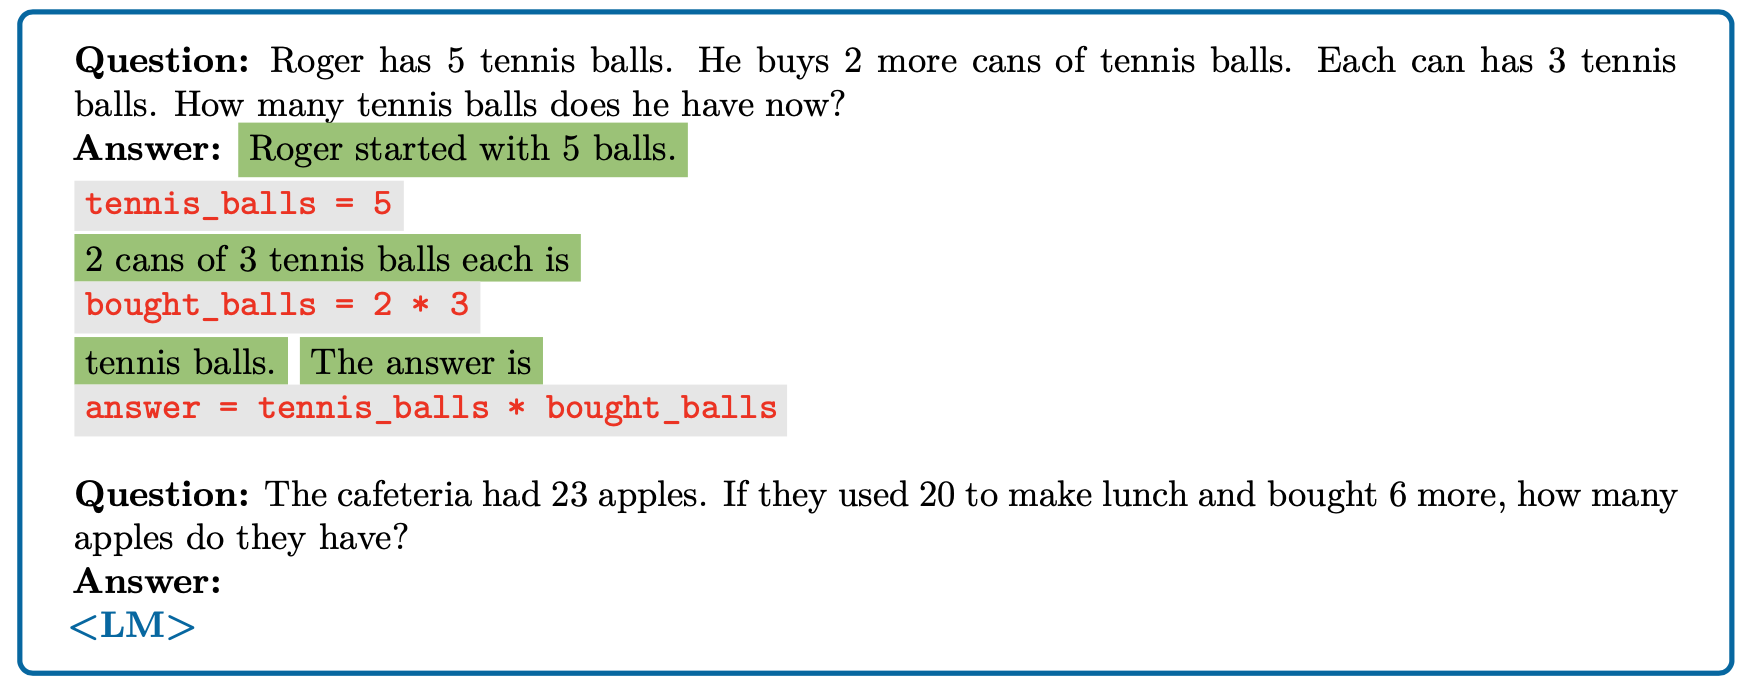 Question: Roger has 5 tennis balls. He buys 2 more cans of tennis balls. Each can has 3 tennis
balls. How many tennis balls does he have now?
Answer: Roger started with 5 balls.
tennis_balls = 5
2 cans of 3 tennis balls each is
bought_balls = 2 * 3
tennis balls. The answer is
answer = tennis_balls * bought_balls
Question: The cafeteria had 23 apples. If they used 20 to make lunch and bought 6 more, how many
apples do they have?
Answer:
<LM>